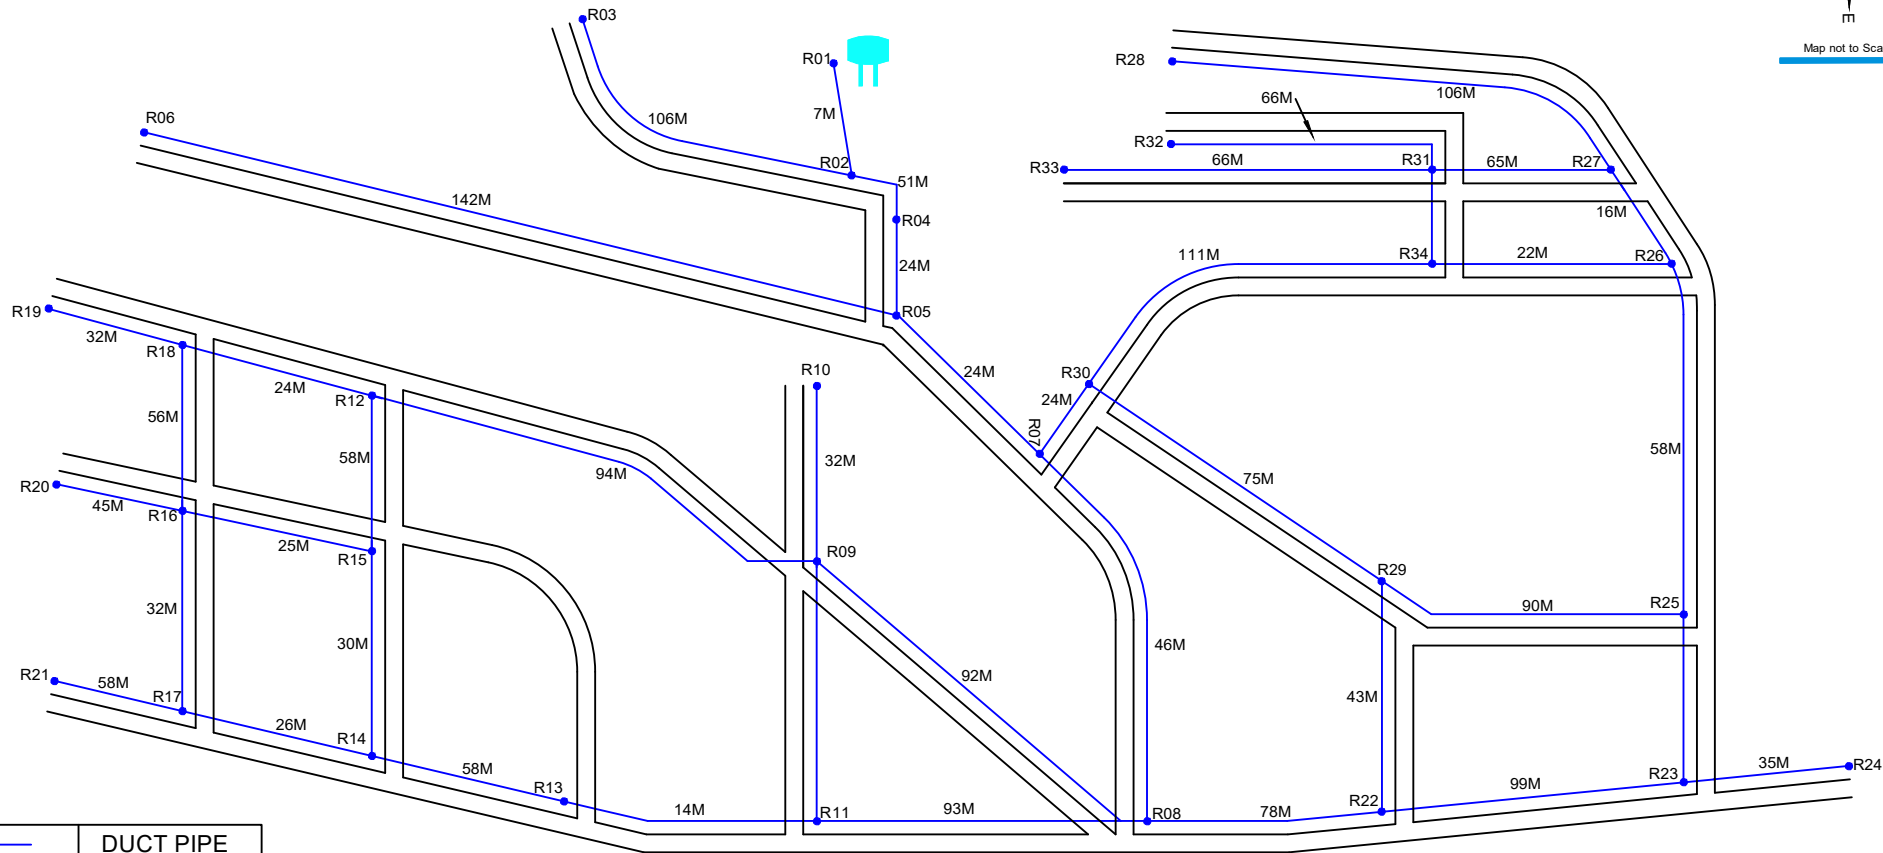 R03
E
Map not to Sca
R01
R28
106M
66M
R06
106M
7M
R32
R02
R33
66M
R31
65M
R27
51M
142M
16M
R04
111M
R34
22M
R26
24M
R19
R05
32M
R18
R10
24M
R30
24M
R12
24M
56M
R07
58M
32M
58M
94M
75M
R20
45M
R16
25M
R15
R09
R29
32M
90M
R25
30M
46M
R21
58M
R17
92M
43M
26M
R14
58M
R13
R24
35M
R23
99M
14M
R11
93M
R08
78M
R22
DUCT PIPE